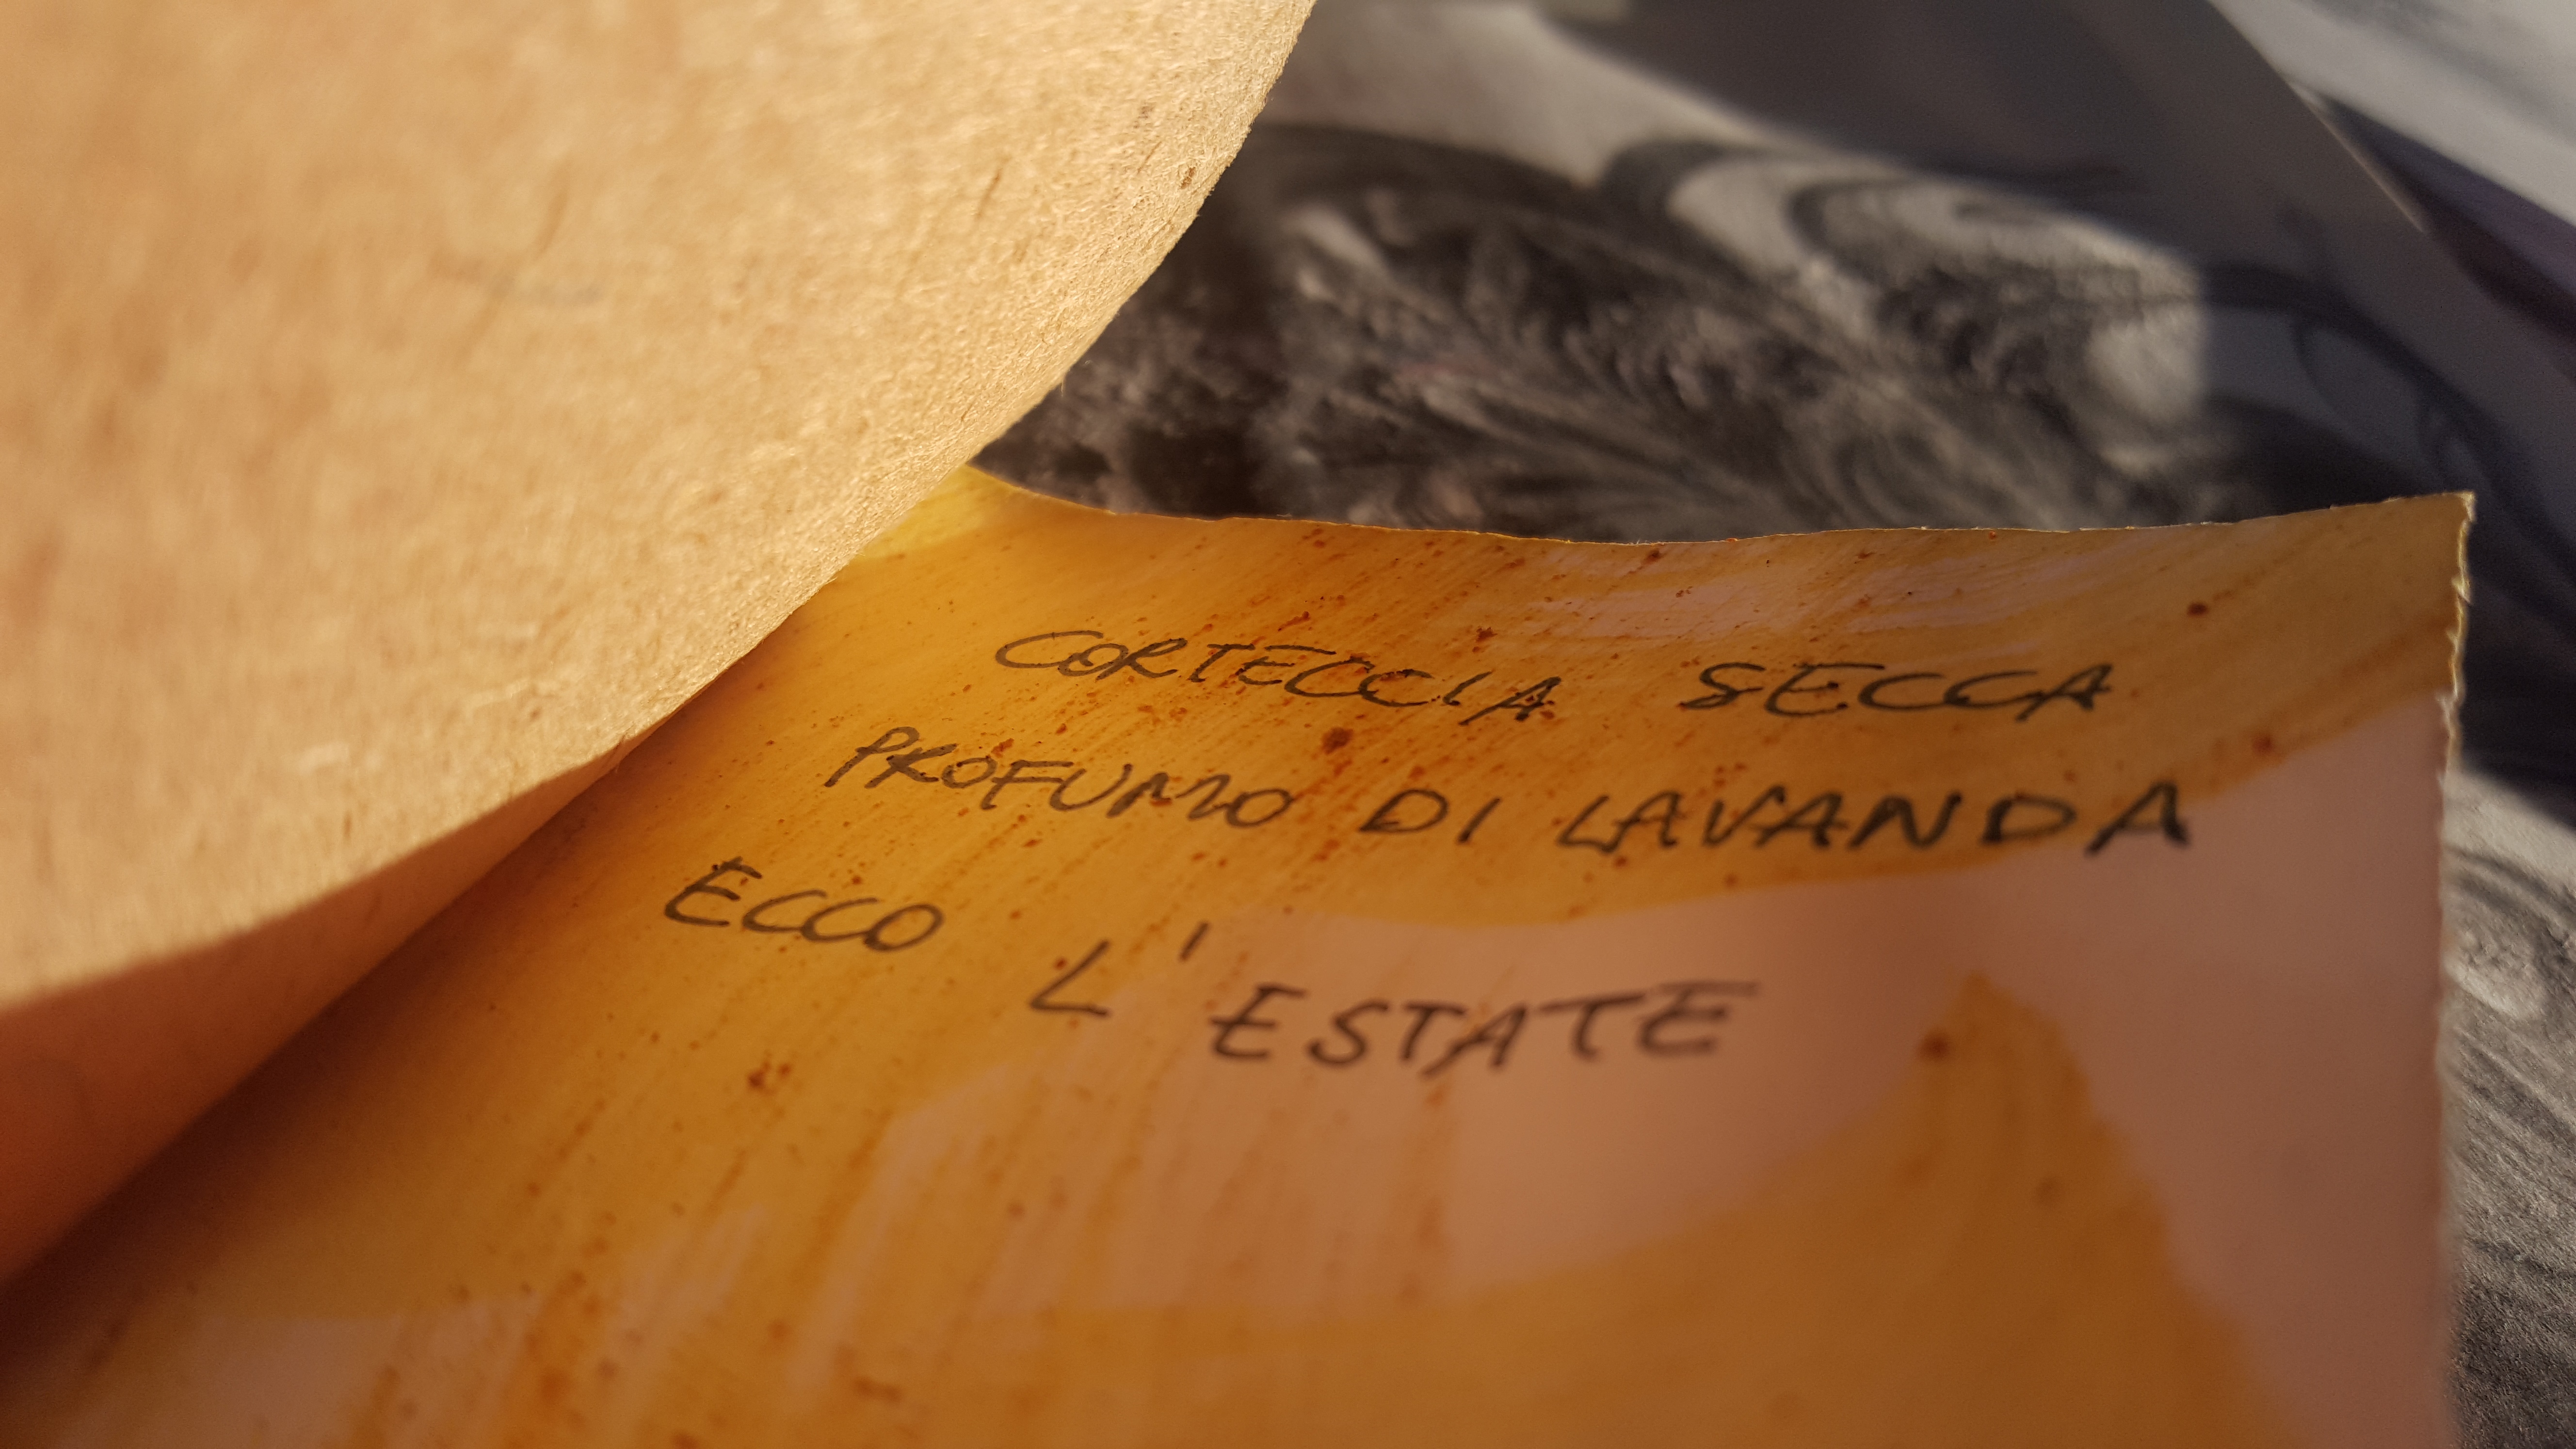 CORTECCIA SECCA
PROFUMO DI LAVANDA
ECCO L'ESTATE